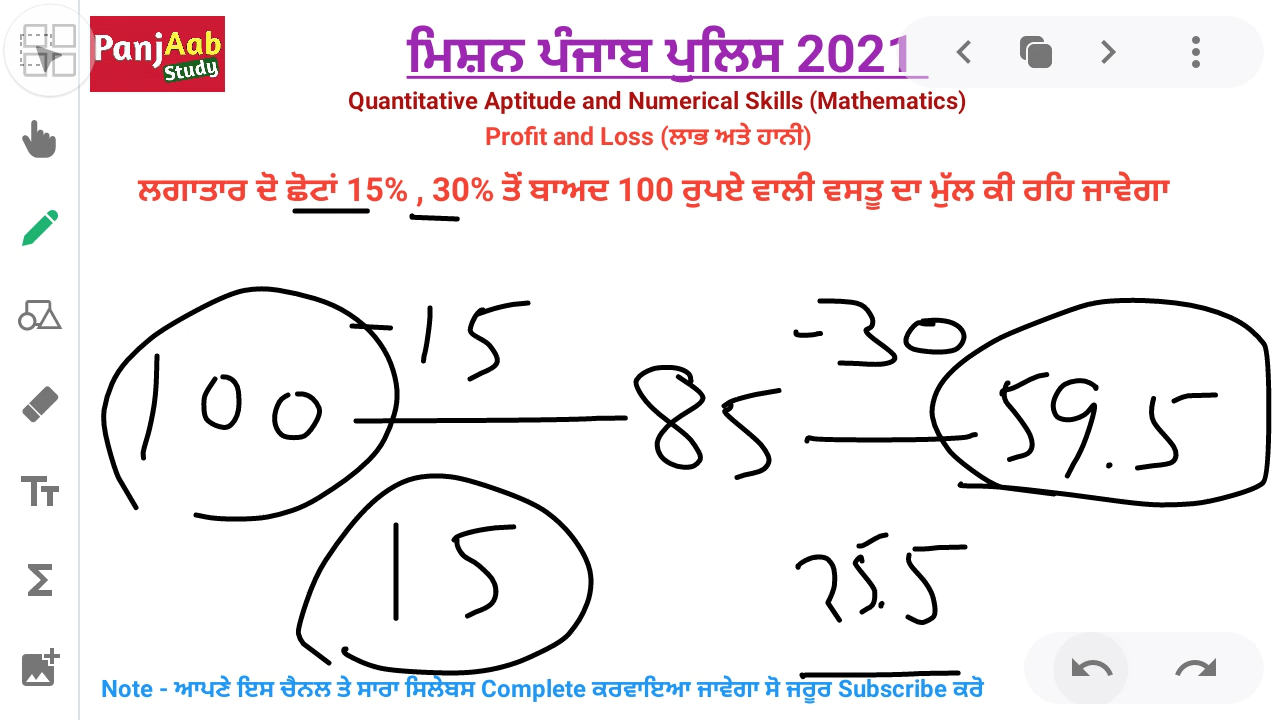 PanjAab
Study
ਮਿਸ਼ਨ ਪੰਜਾਬ ਪੁਲਿਸ 2021
Quantitative Aptitude and Numerical Skills (Mathematics)
Profit and Loss (ਲਾਭ ਅਤੇ ਹਾਨੀ)
ਲਗਾਤਾਰ ਦੋ ਛੋਟਾਂ 15% , 30% ਤੋਂ ਬਾਅਦ 100 ਰੁਪਏ ਵਾਲੀ ਵਸਤੂ ਦਾ ਮੁੱਲ ਕੀ ਰਹਿ ਜਾਵੇਗਾ
-15 -30
100 85 59.5
15 25.5
Tт
Σ
Note - ਆਪਣੇ ਇਸ ਚੈਨਲ ਤੇ ਸਾਰਾ ਸਿਲੇਬਸ Complete ਕਰਵਾਇਆ ਜਾਵੇਗਾ ਸੋ ਜਰੂਰ Subscribe ਕਰੋ